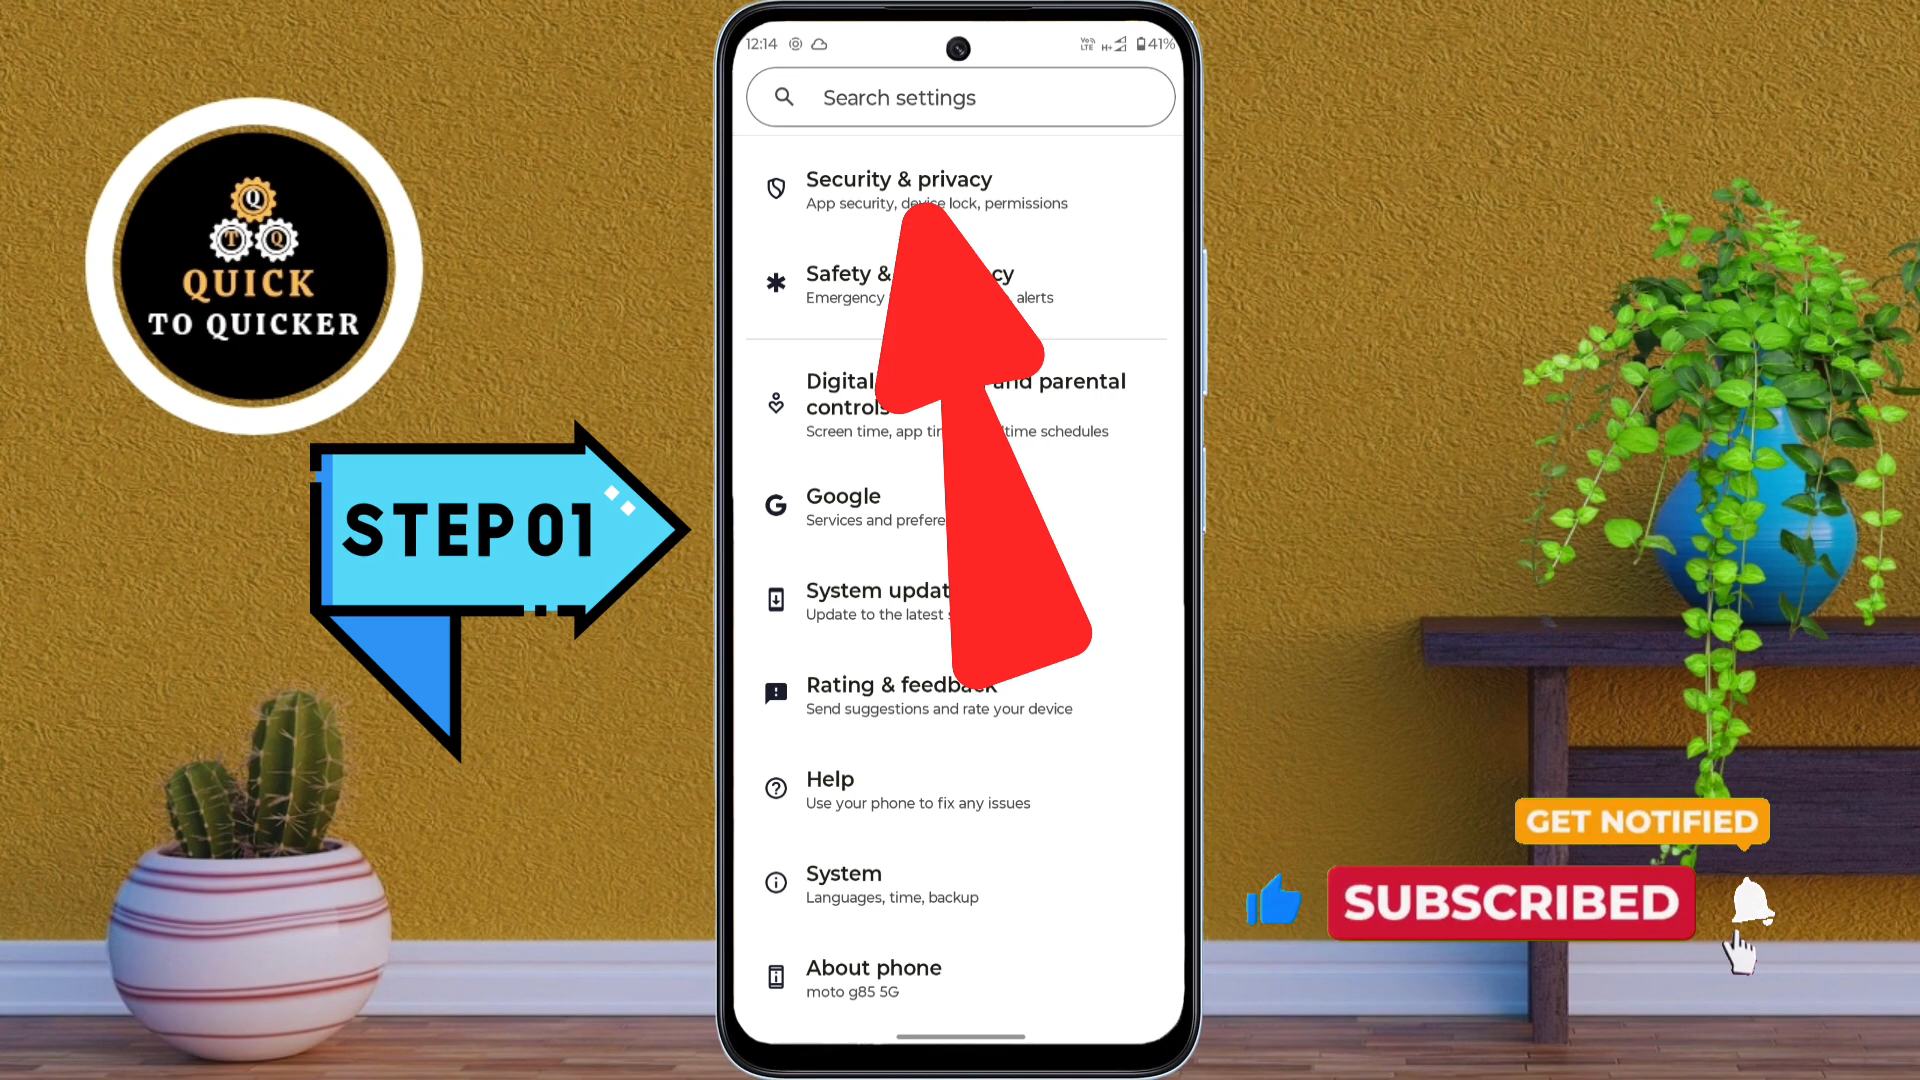 12:14
Vo)) LTE H+ 41%
Search settings
Security & privacy
App security, device lock, permissions
Safety & cy
Emergency alerts
Digital and parental
controls
Screen time, app time schedules
Google
Services and prefere
System updat
Update to the latest s
Rating & feedback
Send suggestions and rate your device
Help
Use your phone to fix any issues
System
Languages, time, backup
About phone
moto g85 5G
Q
T Q
QUICK
TO QUICKER
STEP 01
GET NOTIFIED
SUBSCRIBED